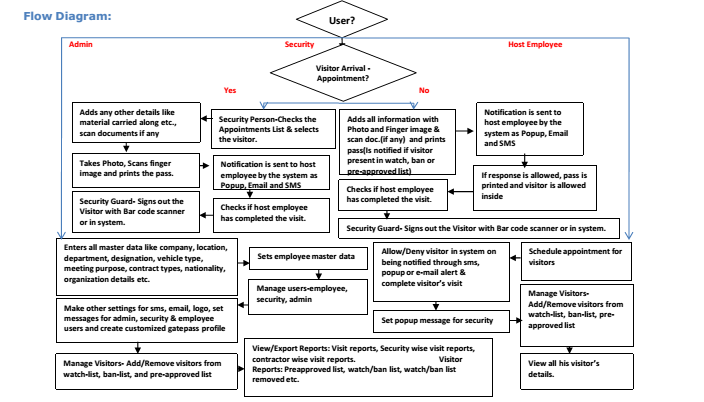 Flow Diagram:
User?
Admin
Security
Host Employee
Visitor Arrival -
Appointment?
Yes
No
Adds any other details like
material carried along etc.,
scan documents if any
Security Person-Checks the
Appointments List & selects
the visitor.
Adds all information with
Photo and Finger image &
scan doc.(if any) and prints
pass(Is notified if visitor
present in watch, ban or
pre-approved list)
Notification is sent to
host employee by the
system as Popup, Email
and SMS
Takes Photo, Scans finger
image and prints the pass.
Notification is sent to host
employee by the system as
Popup, Email and SMS
If response is allowed, pass is
printed and visitor is allowed
inside
Checks if host employee
has completed the visit.
Security Guard- Signs out the
Visitor with Bar code scanner
or in system.
Checks if host employee
has completed the visit.
Security Guard- Signs out the Visitor with Bar code scanner or in system.
Enters all master data like company, location,
department, designation, vehicle type,
meeting purpose, contract types, nationality,
organization details etc.
Sets employee master data
Allow/Deny visitor in system on
being notified through sms,
popup or e-mail alert &
complete visitor's visit
Schedule appointment for
visitors
Manage users-employee,
security, admin
Manage Visitors-
Add/Remove visitors from
watch-list, ban-list, pre-
approved list
Make other settings for sms, email, logo, set
messages for admin, security & employee
users and create customized gatepass profile
Set popup message for security
Manage Visitors- Add/Remove visitors from
watch-list, ban-list, and pre-approved list
View/Export Reports: Visit reports, Security wise visit reports,
contractor wise visit reports. Visitor
Reports: Preapproved list, watch/ban list, watch/ban list
removed etc.
View all his visitor's
details.